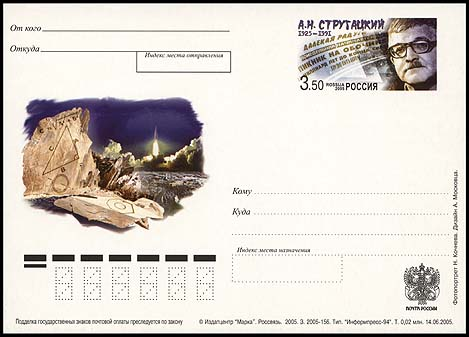 От кого
Откуда
Индекс места отправления
А.Н. СТРУГАЦКИЙ
1925–1991
ДАЛЕКАЯ РАДУГА
ПИКНИК НА ОБОЧИНЕ
3.50 ROSSIA 2005 РОССИЯ
Кому
Куда
Индекс места назначения
ПОЧТА РОССИИ
Фотопортрет Н. Кочнева. Дизайн А. Московца.
Подделка государственных знаков почтовой оплаты преследуется по закону
© Издатцентр "Марка". Россвязь. 2005. З. 2005-156. Тип. "Информпресс-94". Т. 0,02 млн. 14.06.2005.